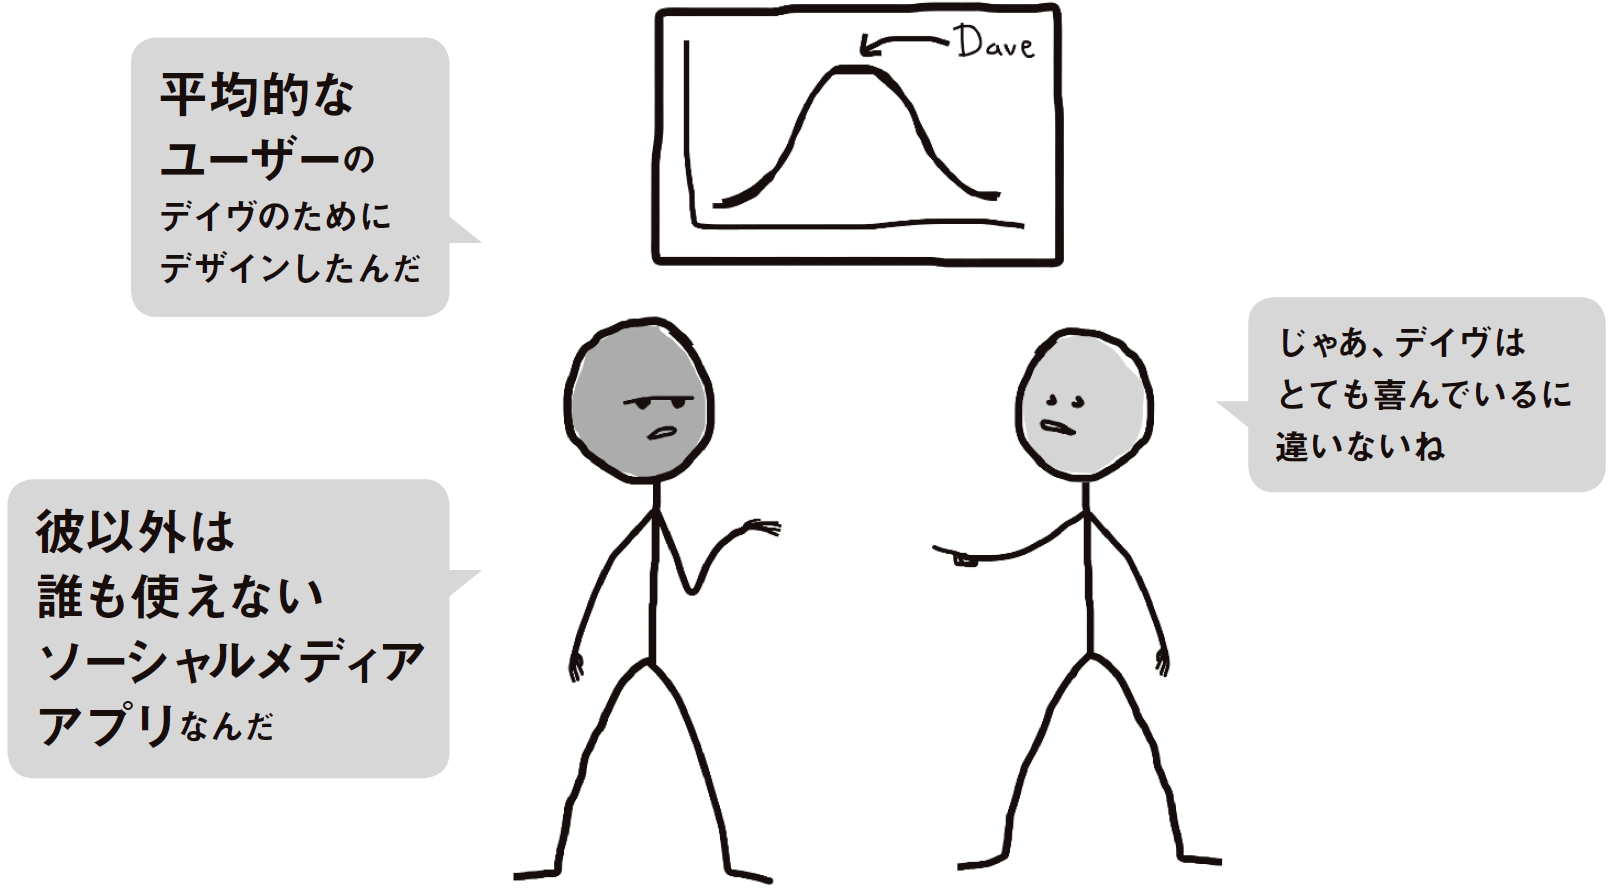 Dave
平均的な
ユーザーの
デイヴのために
デザインしたんだ
じゃあ、デイヴは
とても喜んでいるに
違いないね
彼以外は
誰も使えない
ソーシャルメディア
アプリなんだ